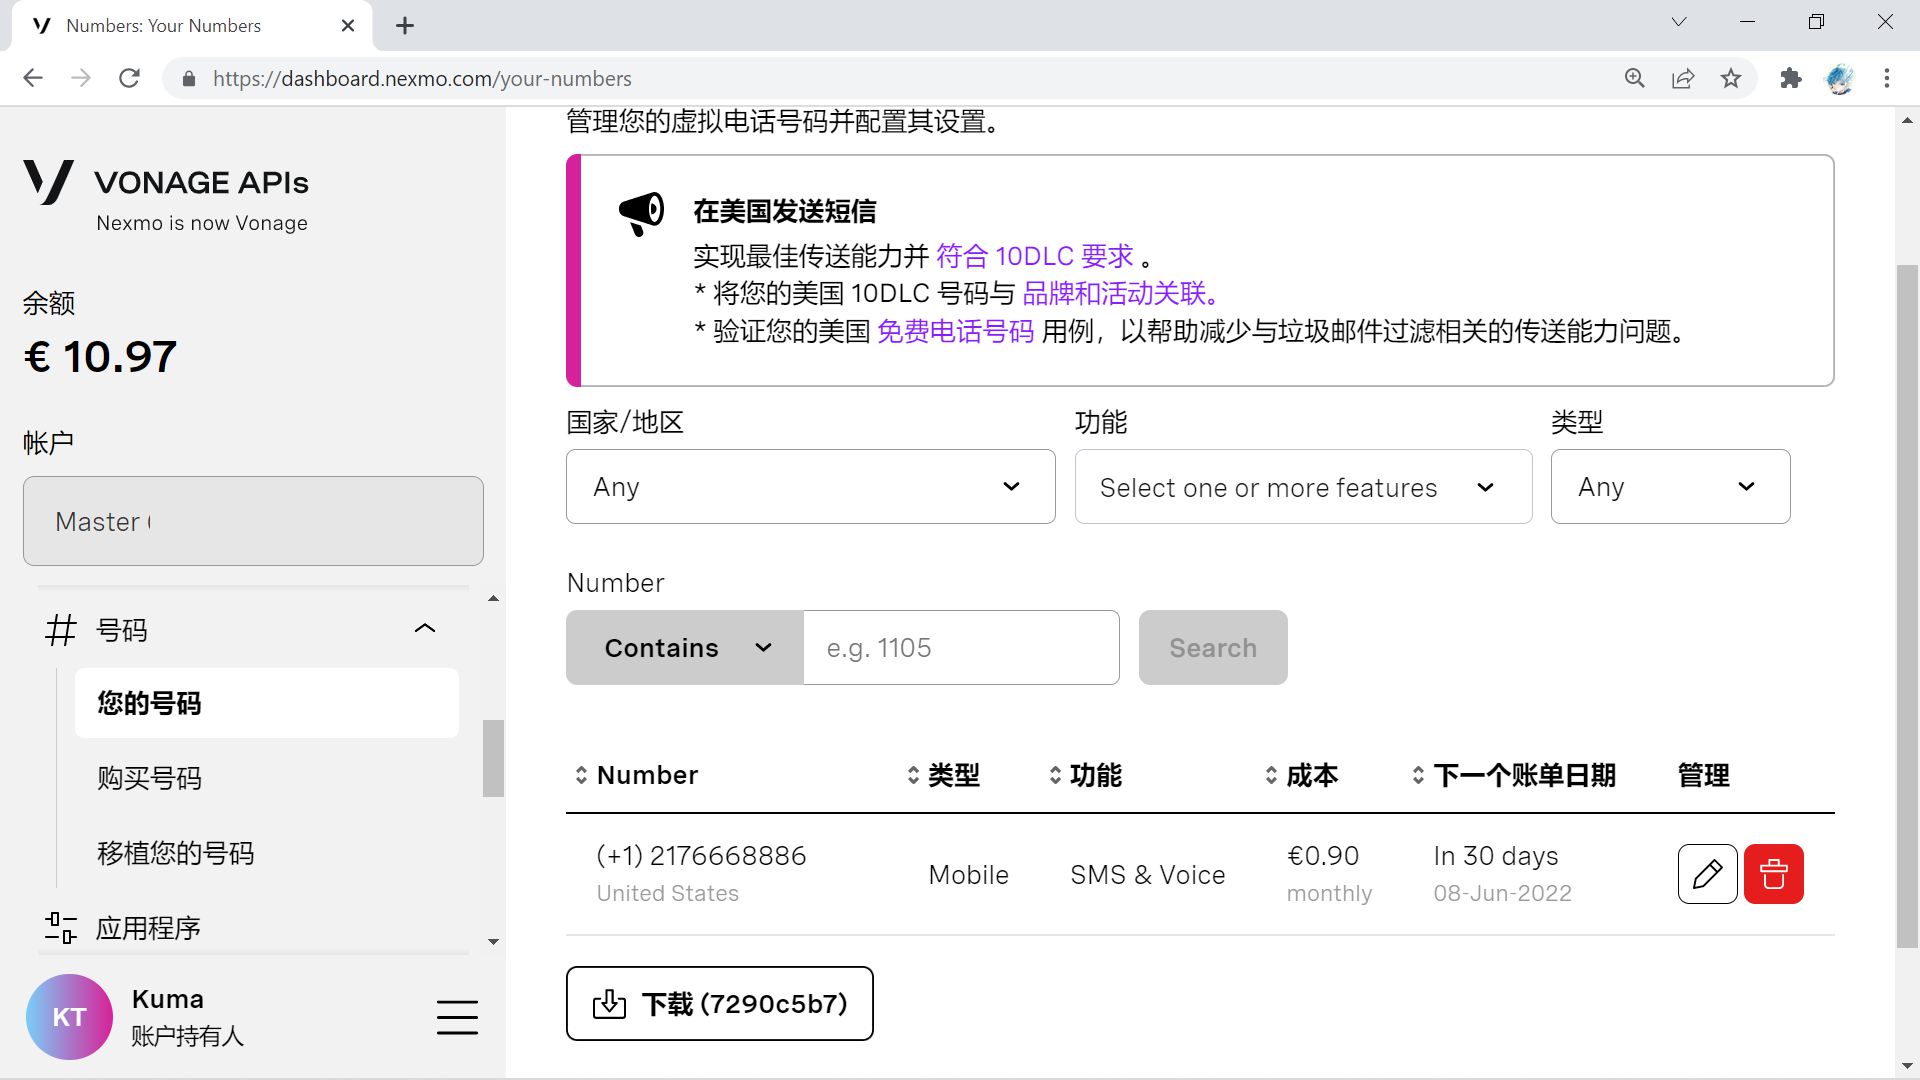 Numbers: Your Numbers
https://dashboard.nexmo.com/your-numbers
VONAGE APIs
Nexmo is now Vonage
余额
€ 10.97
帐户
Master
号码
您的号码
购买号码
移植您的号码
应用程序
KT
Kuma
账户持有人
管理您的虚拟电话号码并配置其设置。
在美国发送短信
实现最佳传送能力并 符合 10DLC 要求 。
* 将您的美国 10DLC 号码与 品牌和活动关联。
* 验证您的美国 免费电话号码 用例，以帮助减少与垃圾邮件过滤相关的传送能力问题。
国家/地区 功能 类型
Any Select one or more features Any
Number
Contains e.g. 1105 Search
Number 类型 功能 成本 下一个账单日期 管理
(+1) 2176668886 Mobile SMS & Voice €0.90 In 30 days
United States monthly 08-Jun-2022
下载 (7290c5b7)